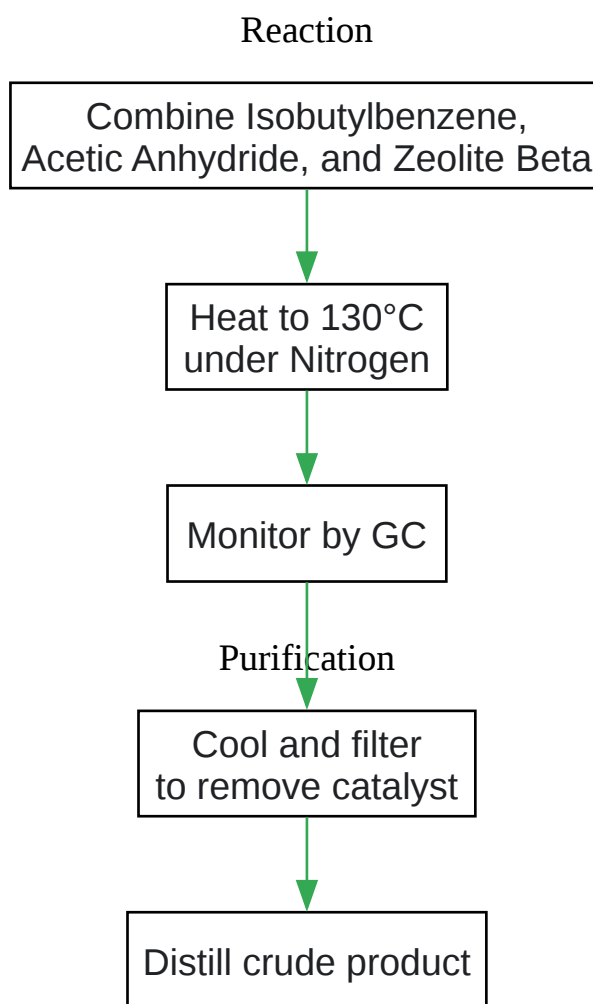 Reaction
Combine Isobutylbenzene,
Acetic Anhydride, and Zeolite Beta
Heat to 130°C
under Nitrogen
Monitor by GC
Purification
Cool and filter
to remove catalyst
Distill crude product